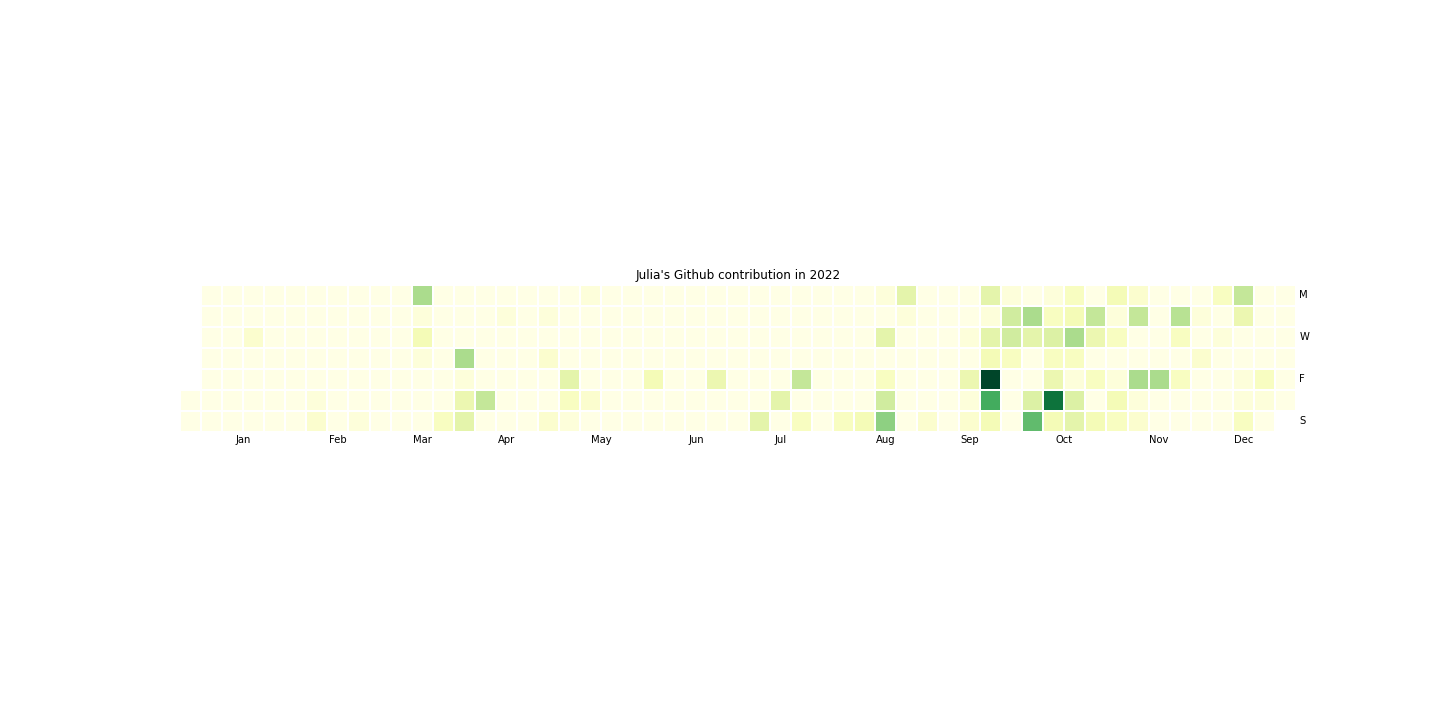 Julia's Github contribution in 2022
M
W
F
S
Jan Feb Mar Apr May Jun Jul Aug Sep Oct Nov Dec